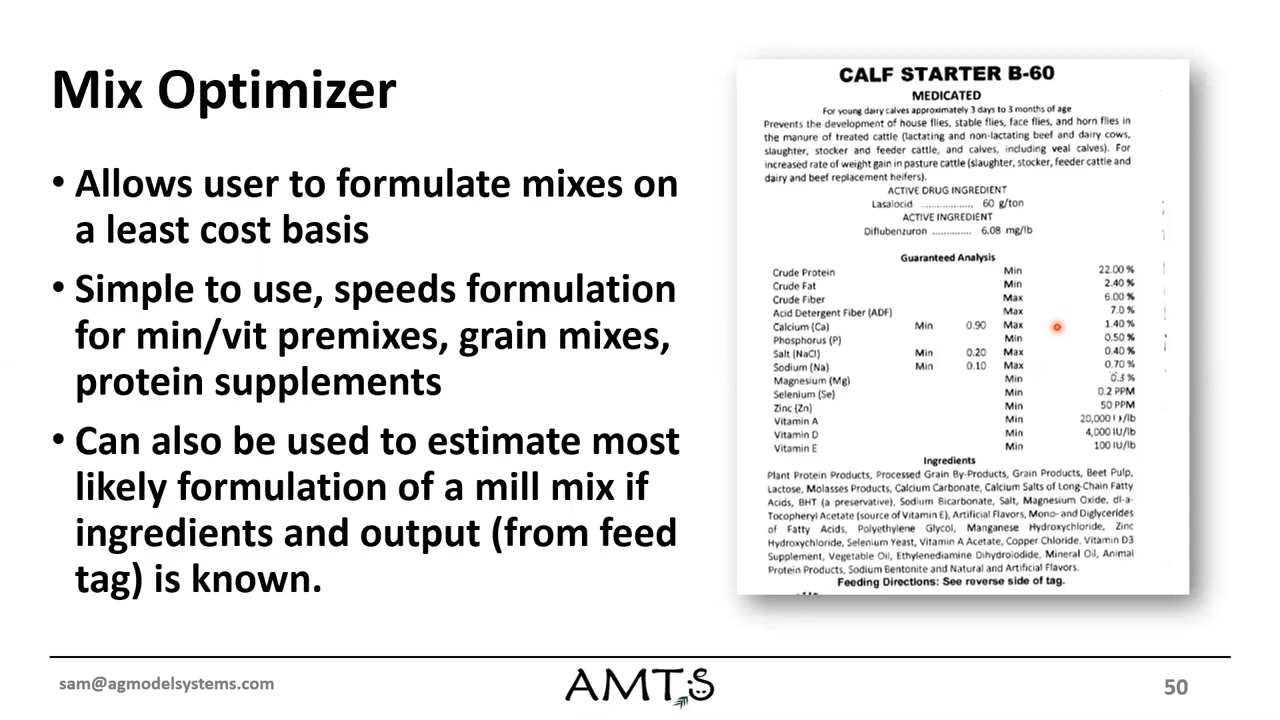 Mix Optimizer
• Allows user to formulate mixes on
a least cost basis
• Simple to use, speeds formulation
for min/vit premixes, grain mixes,
protein supplements
• Can also be used to estimate most
likely formulation of a mill mix if
ingredients and output (from feed
tag) is known.
CALF STARTER B-60
MEDICATED
For young dairy calves approximately 3 days to 3 months of age
Prevents the development of house flies, stable flies, face flies, and horn flies in
the manure of treated cattle (lactating and non-lactating beef and dairy cows,
slaughter, stocker and feeder cattle, and calves, including veal calves). For
increased rate of weight gain in pasture cattle (slaughter, stocker, feeder cattle and
dairy and beef replacement heifers).
ACTIVE DRUG INGREDIENT
Lasalocid .................... 60 g/ton
ACTIVE INGREDIENT
Diflubenzuron .............. 6.08 mg/lb
Guaranteed Analysis
Crude Protein Min 22.00 %
Crude Fat Min 2.40 %
Crude Fiber Max 6.00 %
Acid Detergent Fiber (ADF) Max 7.0 %
Calcium (Ca) Min 0.90 Max 1.40 %
Phosphorus (P) Min 0.50 %
Salt (NaCl) Min 0.20 Max 0.40 %
Sodium (Na) Min 0.10 Max 0.70 %
Magnesium (Mg) Min 0.3 %
Selenium (Se) Min 0.2 PPM
Zinc (Zn) Min 50 PPM
Vitamin A Min 20,000 /lb
Vitamin D Min 4,000 IU/lb
Vitamin E Min 100 IU/lb
Ingredients
Plant Protein Products, Processed Grain By-Products, Grain Products, Beet Pulp,
Lactose, Molasses Products, Calcium Carbonate, Calcium Salts of Long-Chain Fatty
Acids, BHT (a preservative), Sodium Bicarbonate, Salt, Magnesium Oxide, dl-a-
Tocopheryl Acetate (source of Vitamin E), Artificial Flavors, Mono- and Diglycerides
of Fatty Acids, Polyethylene Glycol, Manganese Hydroxychloride, Zinc
Hydroxychloride, Selenium Yeast, Vitamin A Acetate, Copper Chloride. Vitamin D3
Supplement, Vegetable Oil, Ethylenediamine Dihydroiodide, Mineral Oil, Animal
Protein Products, Sodium Bentonite and Natural and Artificial Flavors.
Feeding Directions: See reverse side of tag.
sam@agmodelsystems.com
AMTS
50